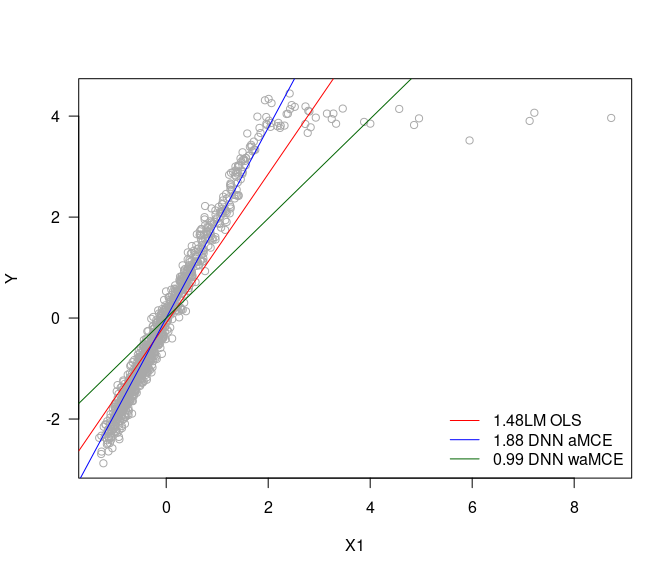 4
2
0
-2
Y
1.48LM OLS
1.88 DNN aMCE
0.99 DNN waMCE
0 2 4 6 8
X1